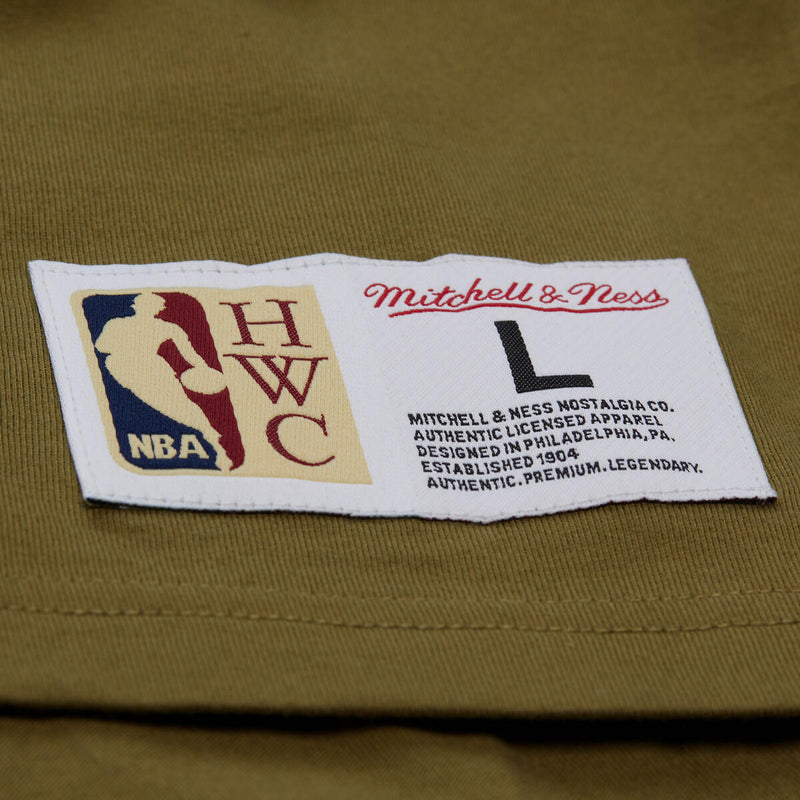 NBA
H
W
C
Mitchell & Ness
L
MITCHELL & NESS NOSTALGIA CO.
AUTHENTIC LICENSED APPAREL
DESIGNED IN PHILADELPHIA, PA.
ESTABLISHED 1904
AUTHENTIC.PREMIUM.LEGENDARY.